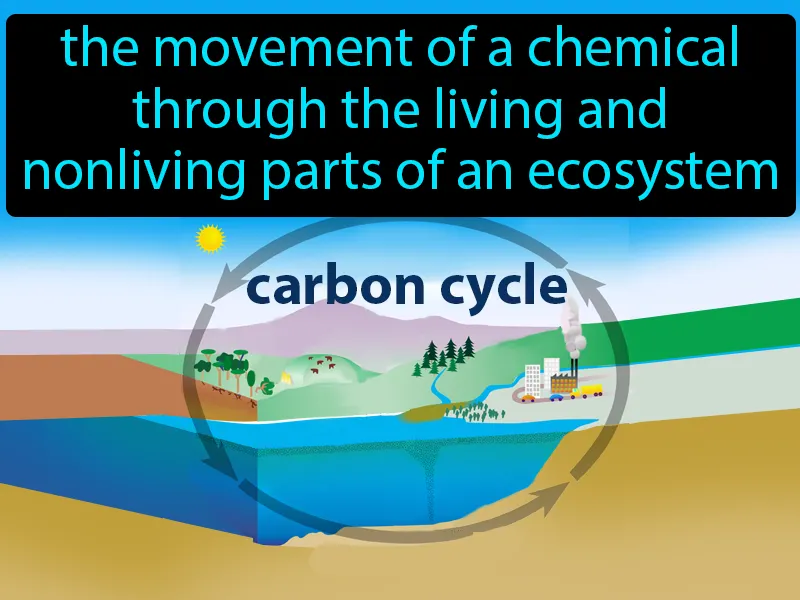 the movement of a chemical
through the living and
nonliving parts of an ecosystem
carbon cycle